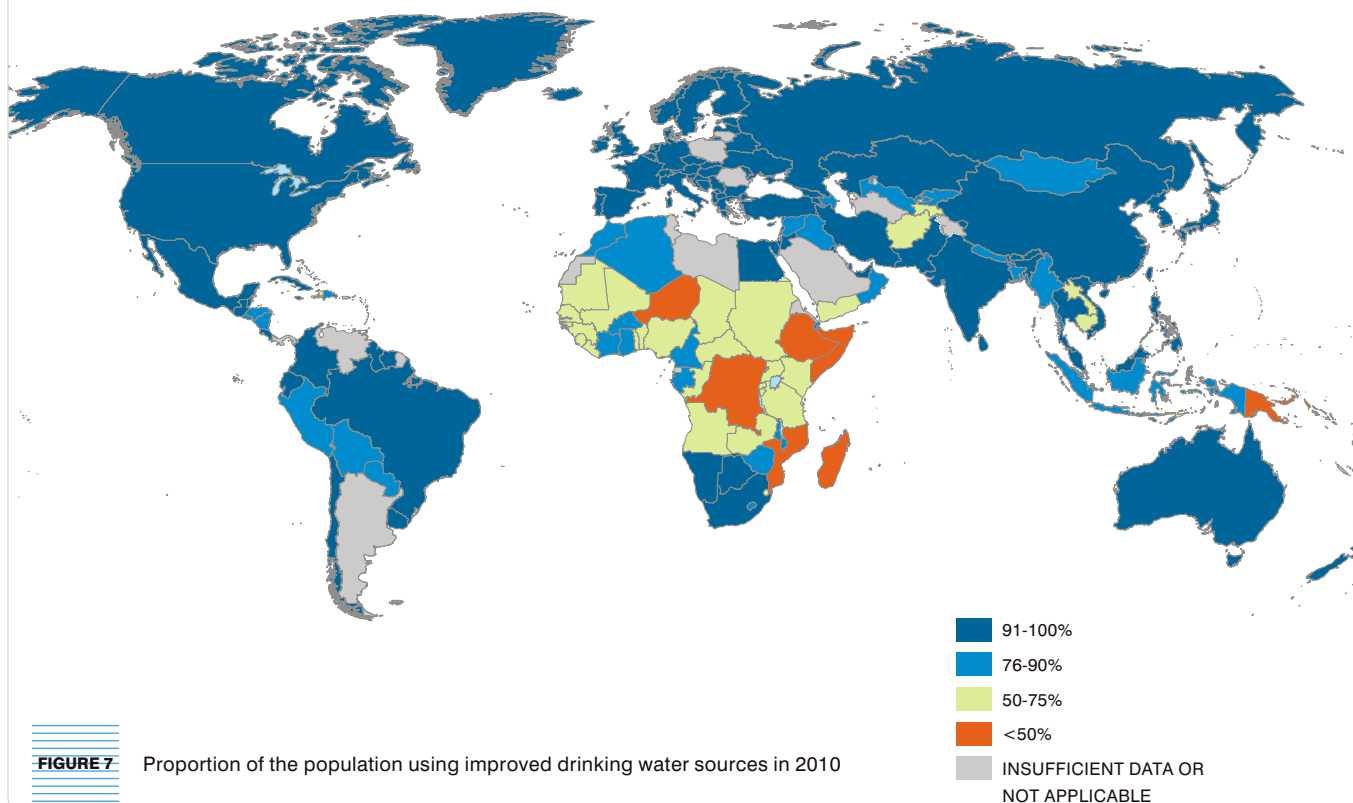 91-100%
76-90%
50-75%
<50%
INSUFFICIENT DATA OR
NOT APPLICABLE
FIGURE 7 Proportion of the population using improved drinking water sources in 2010